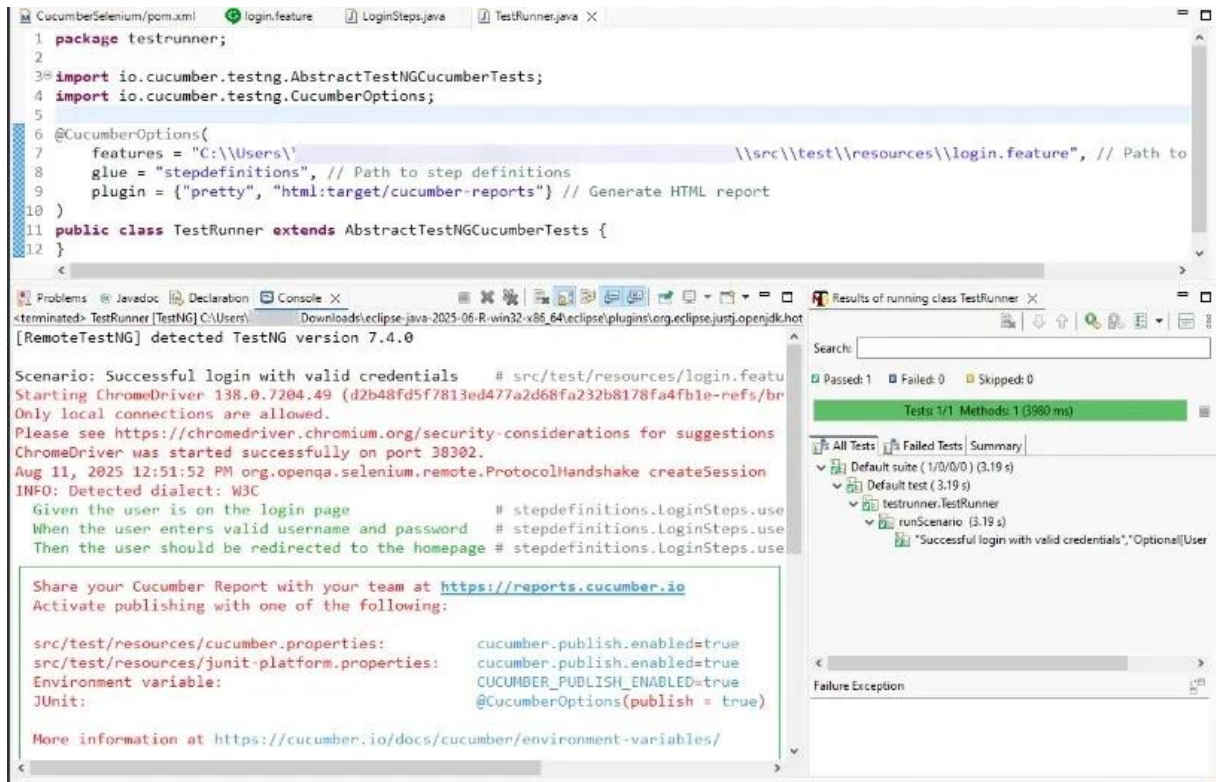 CucumberSelenium/pom.xml login.feature LoginSteps.java TestRunner.java
1 package testrunner;
2
3 import io.cucumber.testng.AbstractTestNGCucumberTests;
4 import io.cucumber.testng.CucumberOptions;
5
6 @CucumberOptions(
7 features = "C:\\Users\\ \\src\\test\\resources\\login.feature", // Path to
8 glue = "stepdefinitions", // Path to step definitions
9 plugin = {"pretty", "html:target/cucumber-reports"} // Generate HTML report
10 )
11 public class TestRunner extends AbstractTestNGCucumberTests {
12 }
Problems Javadoc Declaration Console
<terminated> TestRunner [TestNG] C:\Users\ Downloads\eclipse-java-2025-06-R-win32-x86_64\eclipse\plugins\org.eclipse.justj.openjdk.hot
[RemoteTestNG] detected TestNG version 7.4.0
Scenario: Successful login with valid credentials # src/test/resources/login.featu
Starting ChromeDriver 138.0.7204.49 (d2b48fd5f7813ed477a2d68fa232b8178fa4fb1e-refs/br
Only local connections are allowed.
Please see https://chromedriver.chromium.org/security-considerations for suggestions
ChromeDriver was started successfully on port 38302.
Aug 11, 2025 12:51:52 PM org.openqa.selenium.remote.ProtocolHandshake createSession
INFO: Detected dialect: W3C
Given the user is on the login page # stepdefinitions.LoginSteps.use
When the user enters valid username and password # stepdefinitions.LoginSteps.use
Then the user should be redirected to the homepage # stepdefinitions.LoginSteps.use
Share your Cucumber Report with your team at https://reports.cucumber.io
Activate publishing with one of the following:
src/test/resources/cucumber.properties: cucumber.publish.enabled=true
src/test/resources/junit-platform.properties: cucumber.publish.enabled=true
Environment variable: CUCUMBER_PUBLISH_ENABLED=true
JUnit: @CucumberOptions(publish = true)
More information at https://cucumber.io/docs/cucumber/environment-variables/
Results of running class TestRunner
Search:
Passed: 1 Failed: 0 Skipped: 0
Tests: 1/1 Methods: 1 (3980 ms)
All Tests Failed Tests Summary
Default suite ( 1/0/0/0 ) (3.19 s)
Default test ( 3.19 s)
testrunner.TestRunner
runScenario (3.19 s)
"Successful login with valid credentials","Optional[User
Failure Exception